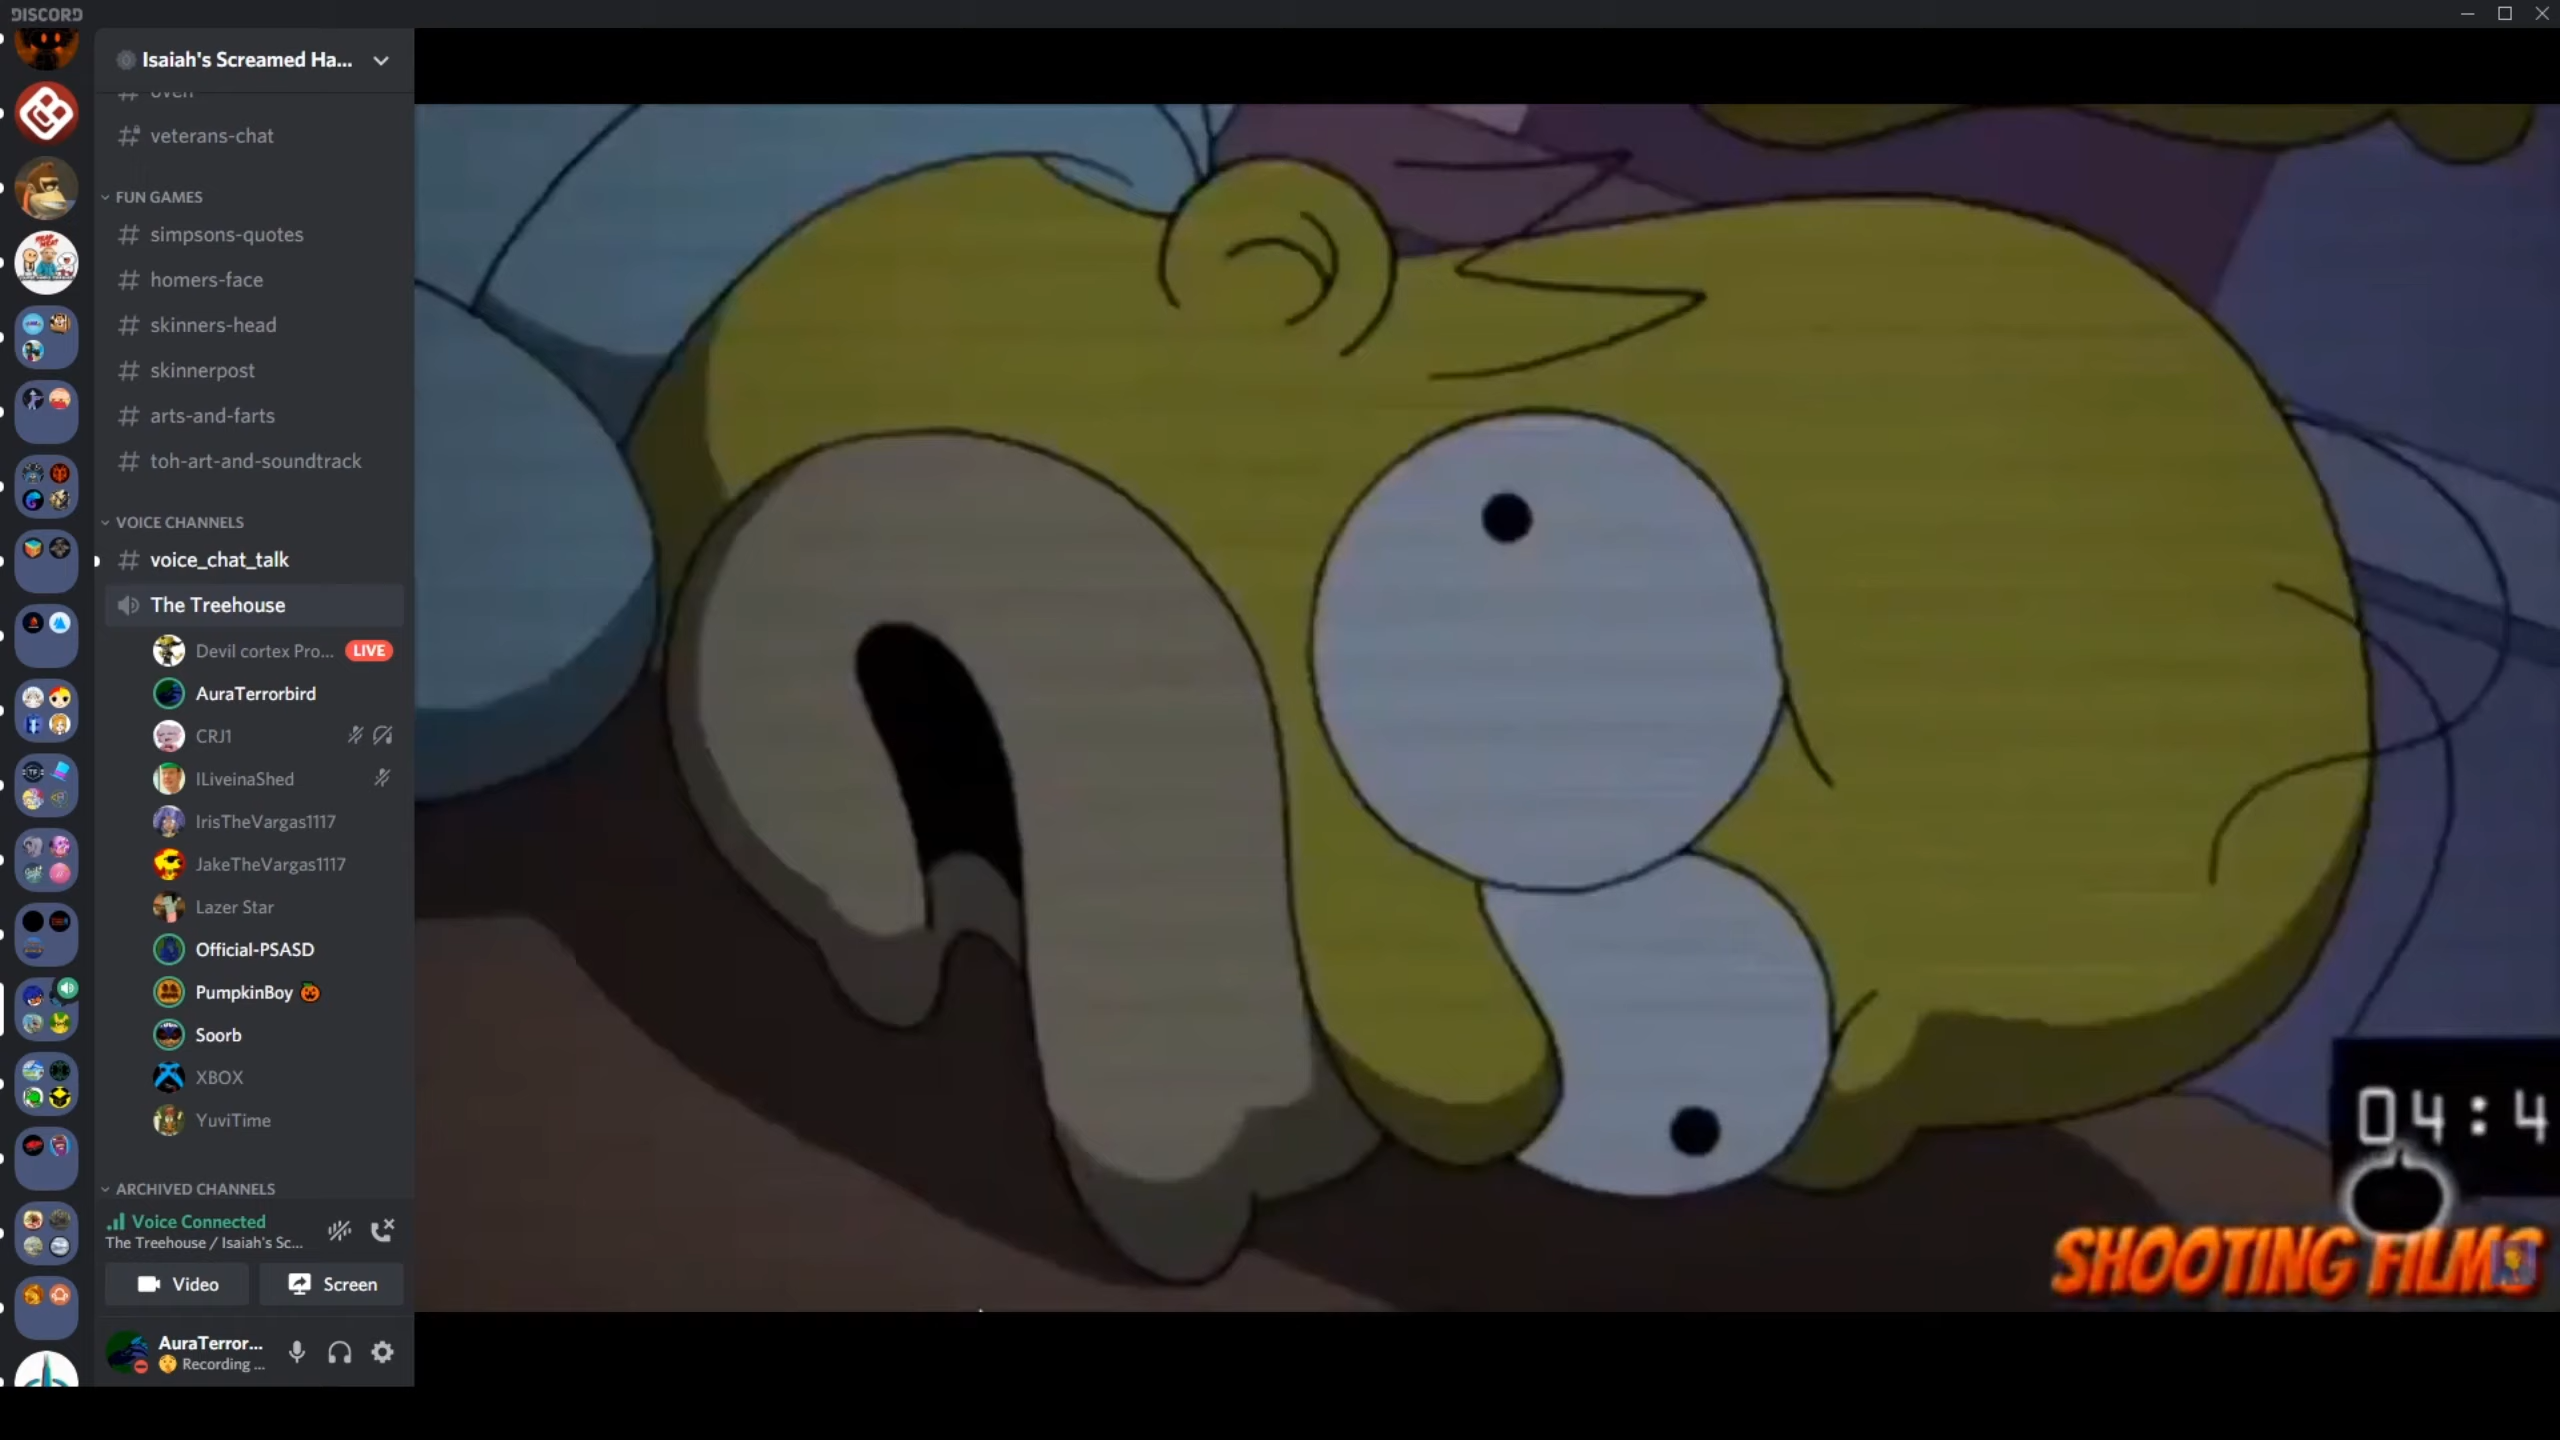 DISCORD
Isaiah's Screamed Ha...
oven
veterans-chat
FUN GAMES
simpsons-quotes
homers-face
skinners-head
skinnerpost
arts-and-farts
toh-art-and-soundtrack
VOICE CHANNELS
voice_chat_talk
The Treehouse
Devil cortex Pro... LIVE
AuraTerrorbird
CRJ1
ILiveinaShed
IrisTheVargas1117
JakeTheVargas1117
Lazer Star
Official-PSASD
PumpkinBoy 🎃
Soorb
XBOX
YuviTime
ARCHIVED CHANNELS
Voice Connected
The Treehouse / Isaiah's Sc...
Video Screen
AuraTerror...
Recording ...
04:4
SHOOTING FILMS